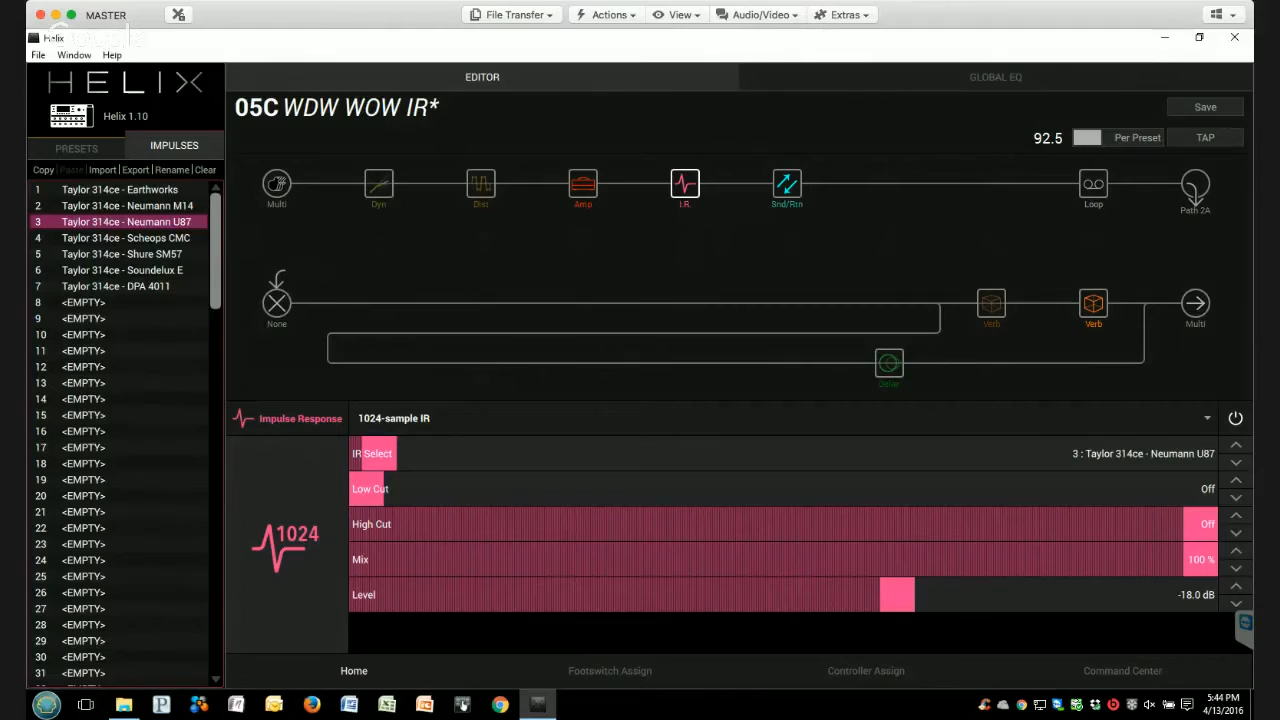 MASTER File Transfer Actions View Audio/Video Extras
Helix
File Window Help
HELIX
Helix 1.10
PRESETS IMPULSES
Copy Paste Import Export Rename Clear
1 Taylor 314ce - Earthworks
2 Taylor 314ce - Neumann M14
3 Taylor 314ce - Neumann U87
4 Taylor 314ce - Scheops CMC
5 Taylor 314ce - Shure SM57
6 Taylor 314ce - Soundelux E
7 Taylor 314ce - DPA 4011
8 <EMPTY>
9 <EMPTY>
10 <EMPTY>
11 <EMPTY>
12 <EMPTY>
13 <EMPTY>
14 <EMPTY>
15 <EMPTY>
16 <EMPTY>
17 <EMPTY>
18 <EMPTY>
19 <EMPTY>
20 <EMPTY>
21 <EMPTY>
22 <EMPTY>
23 <EMPTY>
24 <EMPTY>
25 <EMPTY>
26 <EMPTY>
27 <EMPTY>
28 <EMPTY>
29 <EMPTY>
30 <EMPTY>
31 <EMPTY>
EDITOR GLOBAL EQ
05C WDW WOW IR* Save
92.5 Per Preset TAP
Multi Dyn Dist Amp I.R. Snd/Rtn Loop Path 2A
None Verb Verb Multi
Delay
Impulse Response 1024-sample IR
IR Select 3 : Taylor 314ce - Neumann U87
Low Cut Off
High Cut Off
1024
Mix 100 %
Level -18.0 dB
Home Footswitch Assign Controller Assign Command Center
5:44 PM
4/13/2016